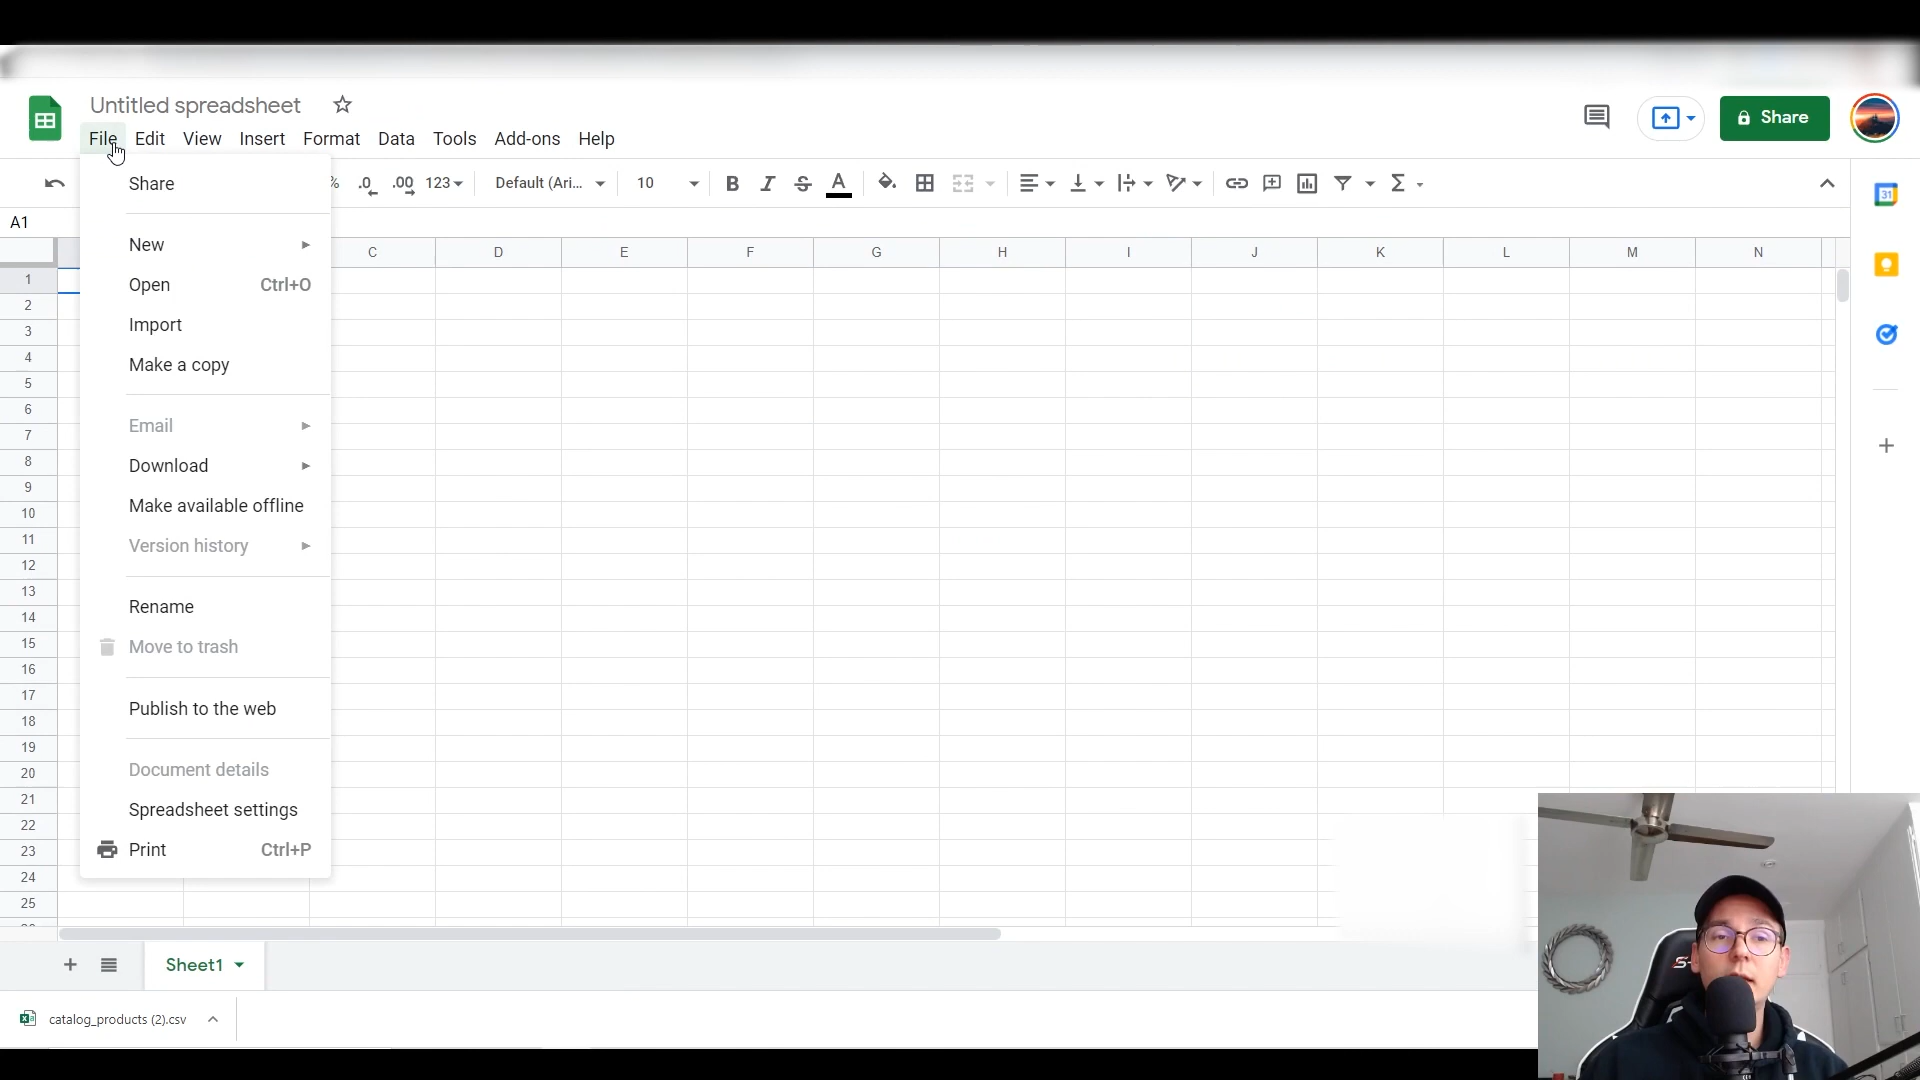 Untitled spreadsheet
File Edit View Insert Format Data Tools Add-ons Help
Share
% .0 .00 123 Default (Ari... 10 B I S A Σ
A1
C D E F G H I J K L M N
Share
New
Open Ctrl+O
Import
Make a copy
Email
Download
Make available offline
Version history
Rename
Move to trash
Publish to the web
Document details
Spreadsheet settings
Print Ctrl+P
1
2
3
4
5
6
7
8
9
10
11
12
13
14
15
16
17
18
19
20
21
22
23
24
25
31
+ Sheet1
catalog_products (2).csv